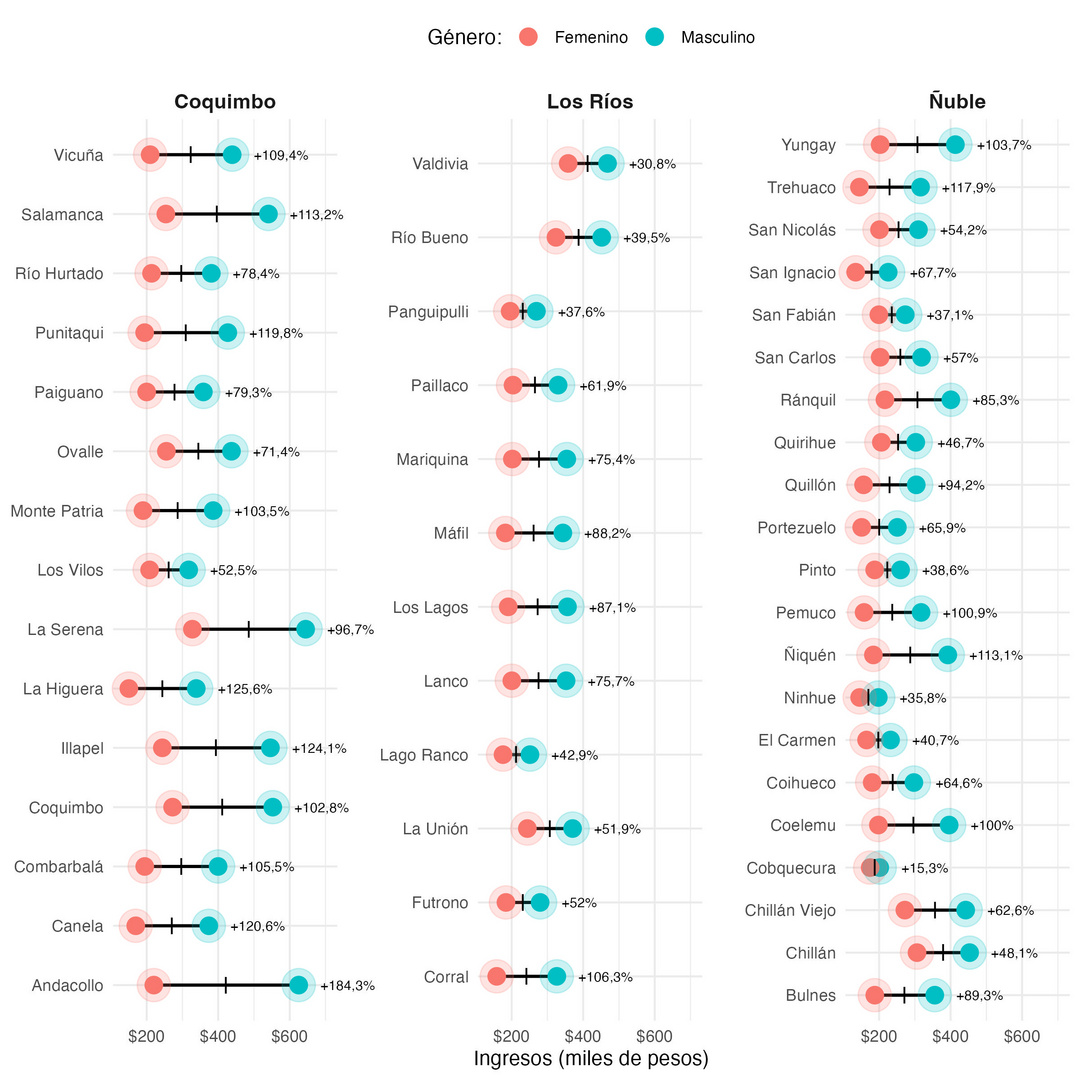 Género: Femenino Masculino
Coquimbo
Vicuña +109,4%
Salamanca +113,2%
Río Hurtado +78,4%
Punitaqui +119,8%
Paiguano +79,3%
Ovalle +71,4%
Monte Patria +103,5%
Los Vilos +52,5%
La Serena +96,7%
La Higuera +125,6%
Illapel +124,1%
Coquimbo +102,8%
Combarbalá +105,5%
Canela +120,6%
Andacollo +184,3%
$200 $400 $600
Los Ríos
Valdivia +30,8%
Río Bueno +39,5%
Panguipulli +37,6%
Paillaco +61,9%
Mariquina +75,4%
Máfil +88,2%
Los Lagos +87,1%
Lanco +75,7%
Lago Ranco +42,9%
La Unión +51,9%
Futrono +52%
Corral +106,3%
$200 $400 $600
Ñuble
Yungay +103,7%
Trehuaco +117,9%
San Nicolás +54,2%
San Ignacio +67,7%
San Fabián +37,1%
San Carlos +57%
Ránquil +85,3%
Quirihue +46,7%
Quillón +94,2%
Portezuelo +65,9%
Pinto +38,6%
Pemuco +100,9%
Ñiquén +113,1%
Ninhue +35,8%
El Carmen +40,7%
Coihueco +64,6%
Coelemu +100%
Cobquecura +15,3%
Chillán Viejo +62,6%
Chillán +48,1%
Bulnes +89,3%
$200 $400 $600
Ingresos (miles de pesos)